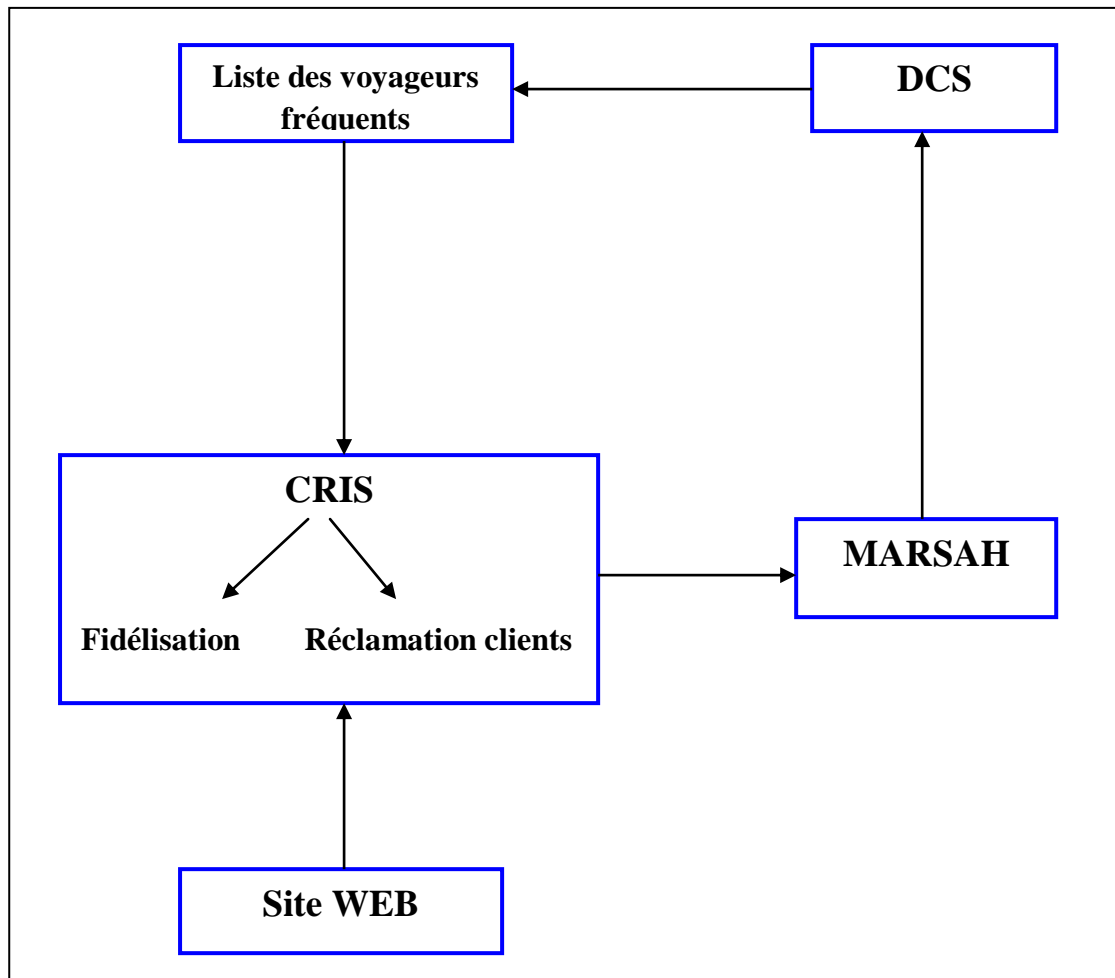 Liste des voyageurs
fréquents
DCS
CRIS
Fidélisation
Réclamation clients
MARSAH
Site WEB